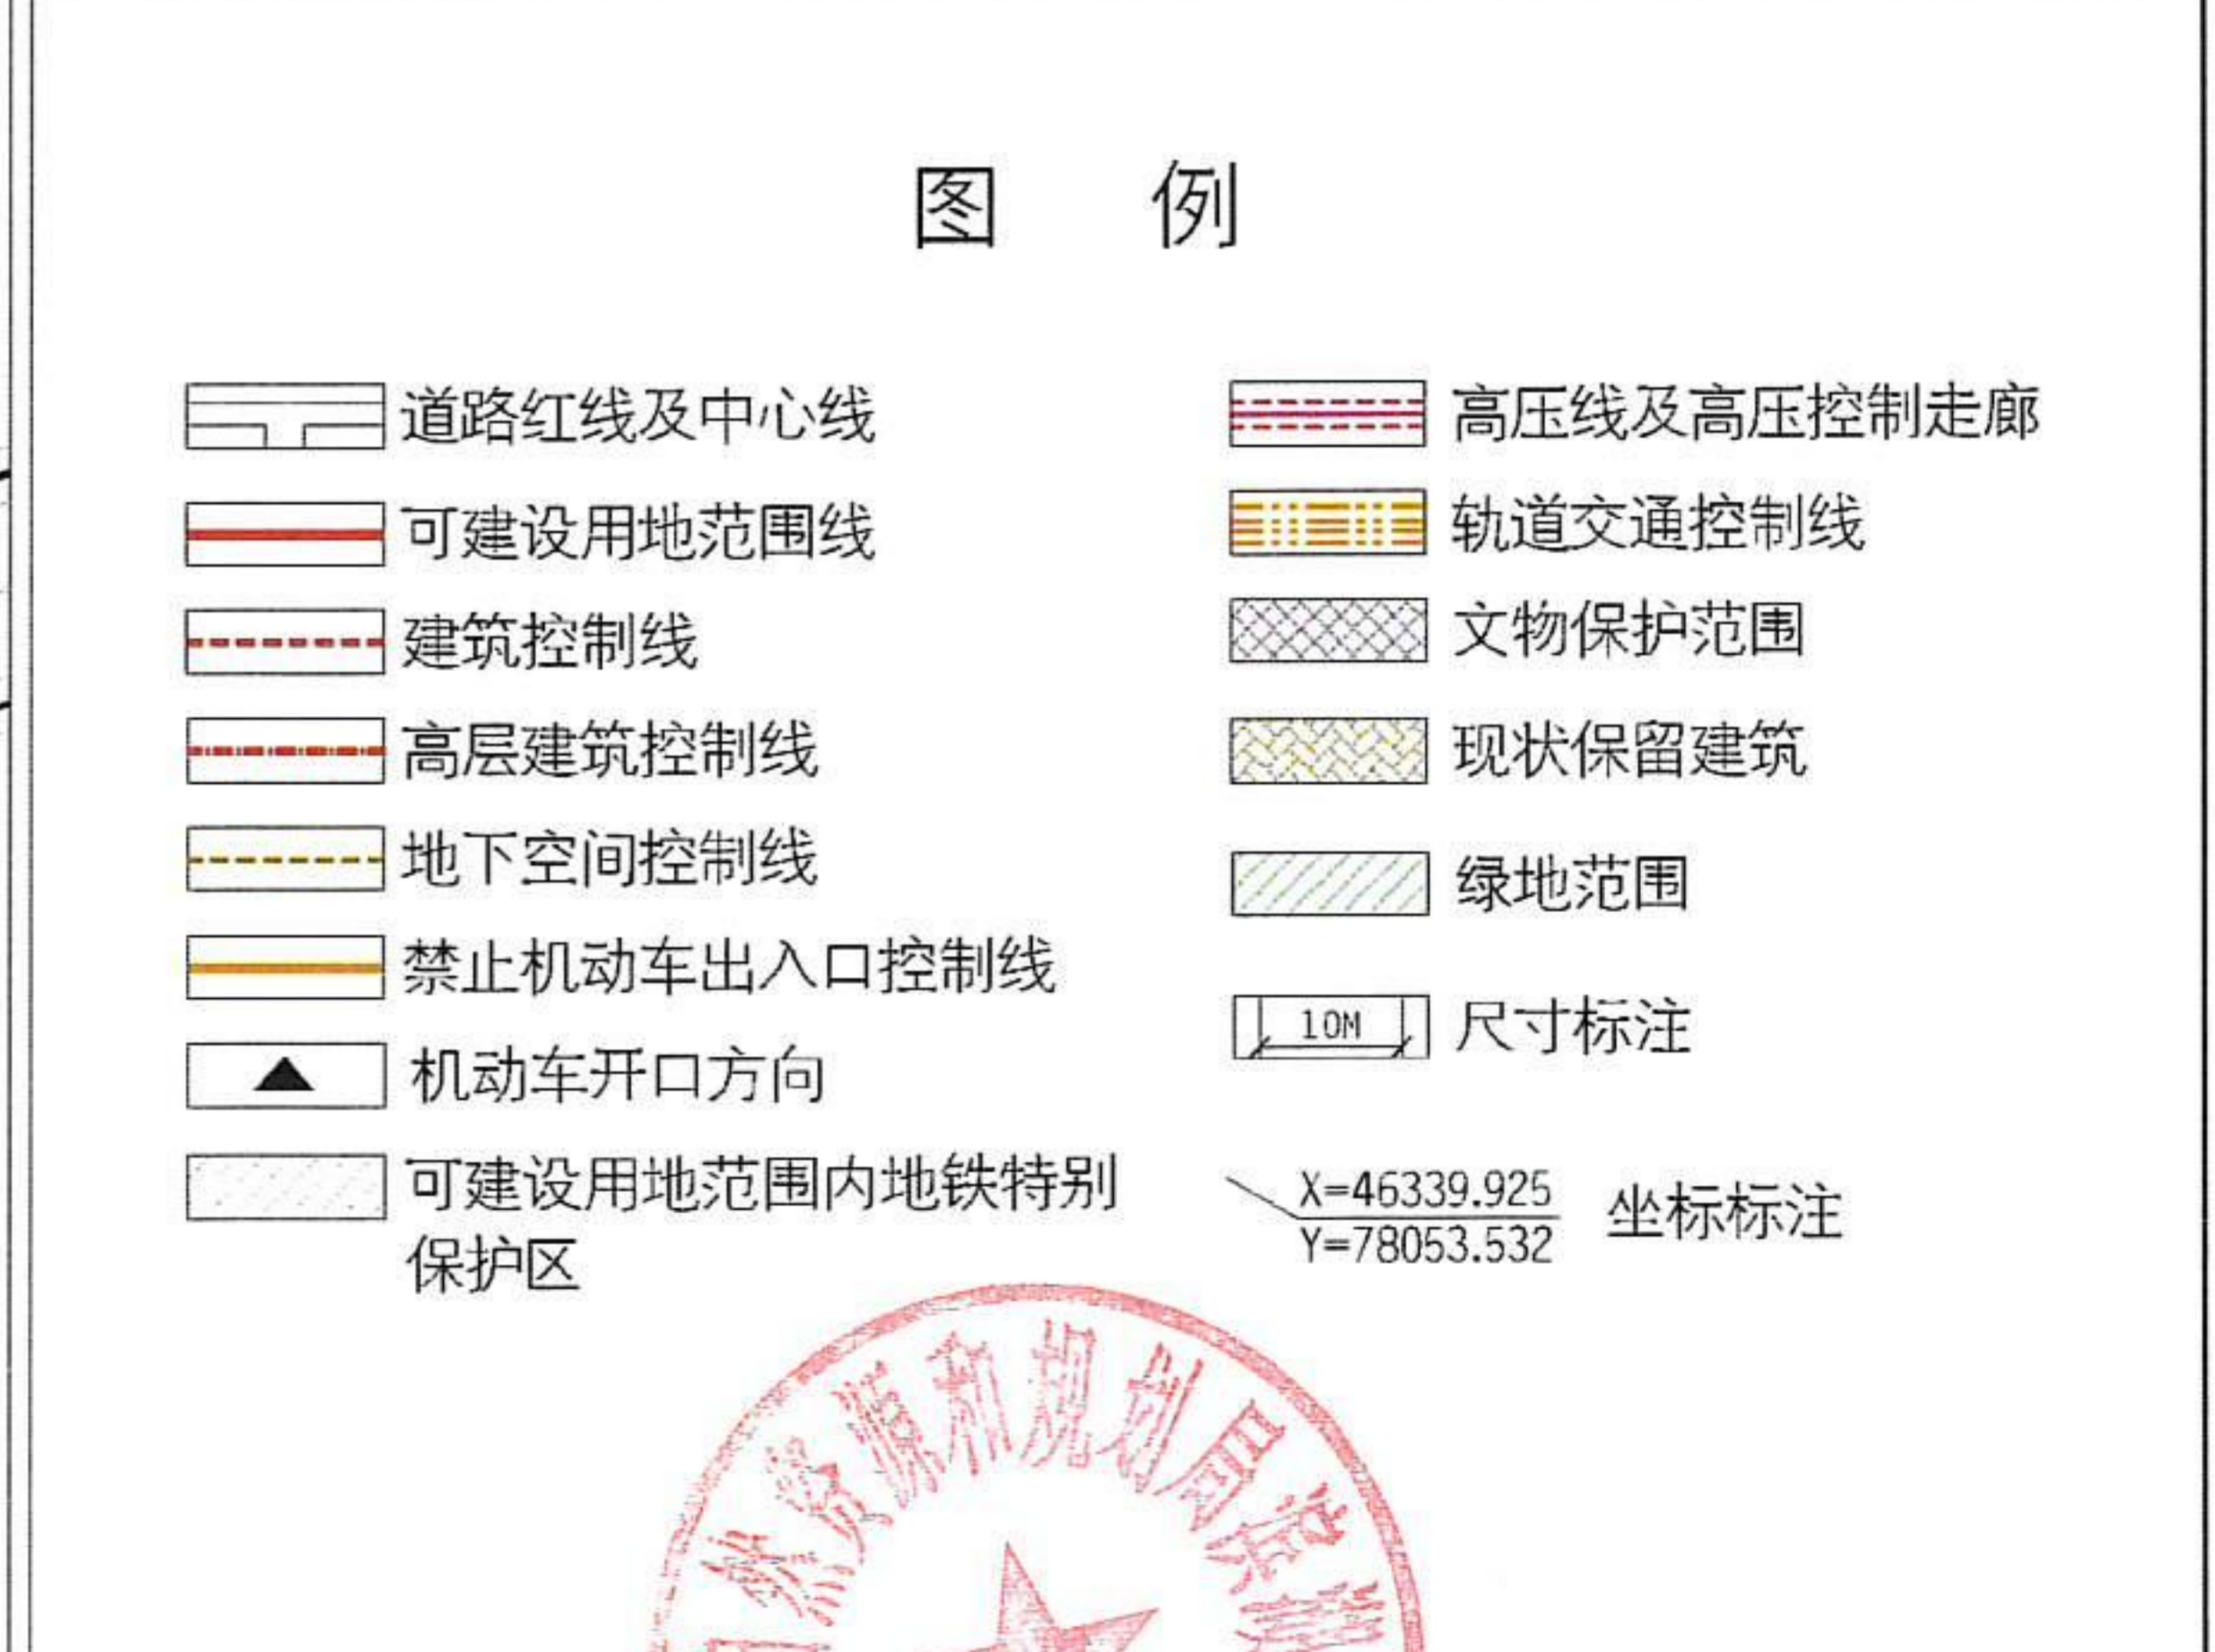 图 例
道路红线及中心线
可建设用地范围线
建筑控制线
高层建筑控制线
地下空间控制线
禁止机动车出入口控制线
机动车开口方向
可建设用地范围内地铁特别
保护区
高压线及高压控制走廊
轨道交通控制线
文物保护范围
现状保留建筑
绿地范围
10M 尺寸标注
X=46339.925
Y=78053.532
坐标标注
然资源和规划局